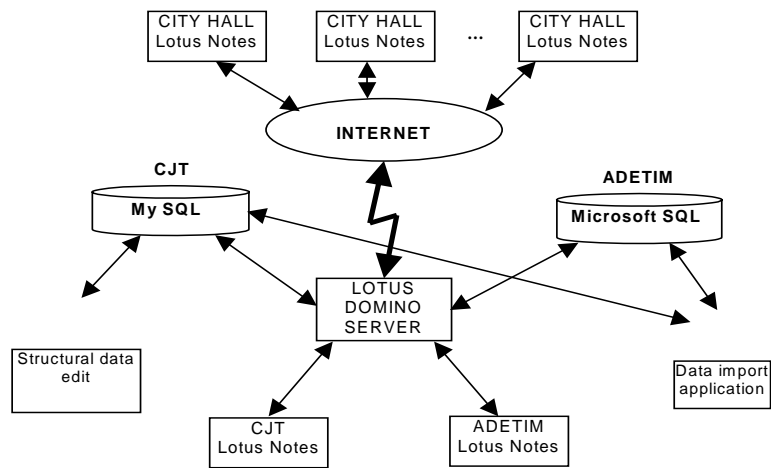 CITY HALL
Lotus Notes
CITY HALL
Lotus Notes
...
CITY HALL
Lotus Notes
INTERNET
CJT
ADETIM
My SQL
Microsoft SQL
LOTUS
DOMINO
SERVER
Structural data
edit
Data import
application
CJT
Lotus Notes
ADETIM
Lotus Notes